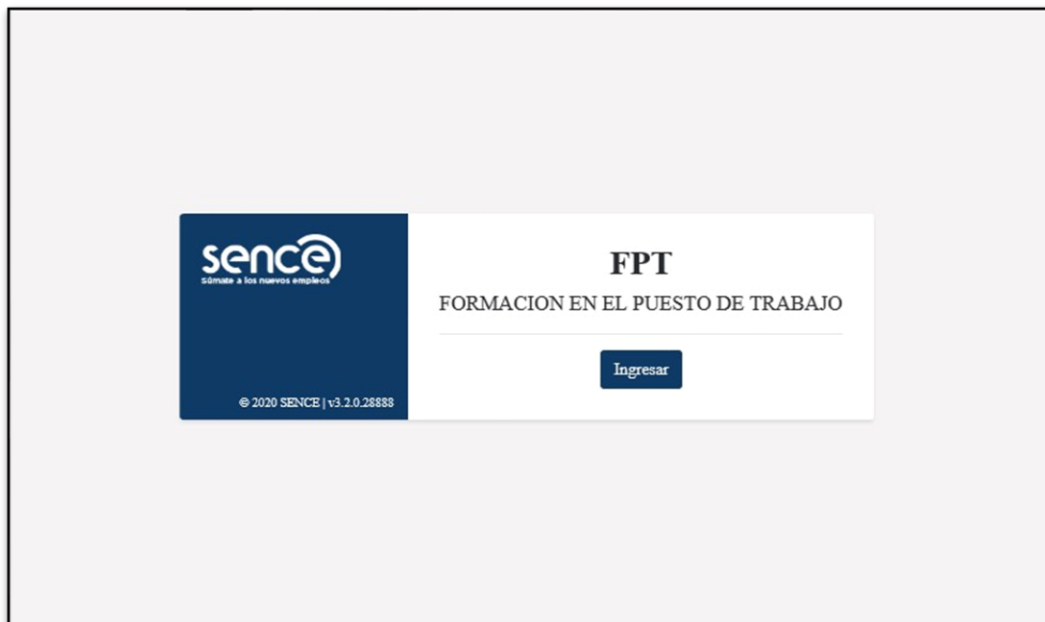 sence
Súmate a los nuevos empleos
© 2020 SENCE | v3.2.0.28888
FPT
FORMACION EN EL PUESTO DE TRABAJO
Ingresar